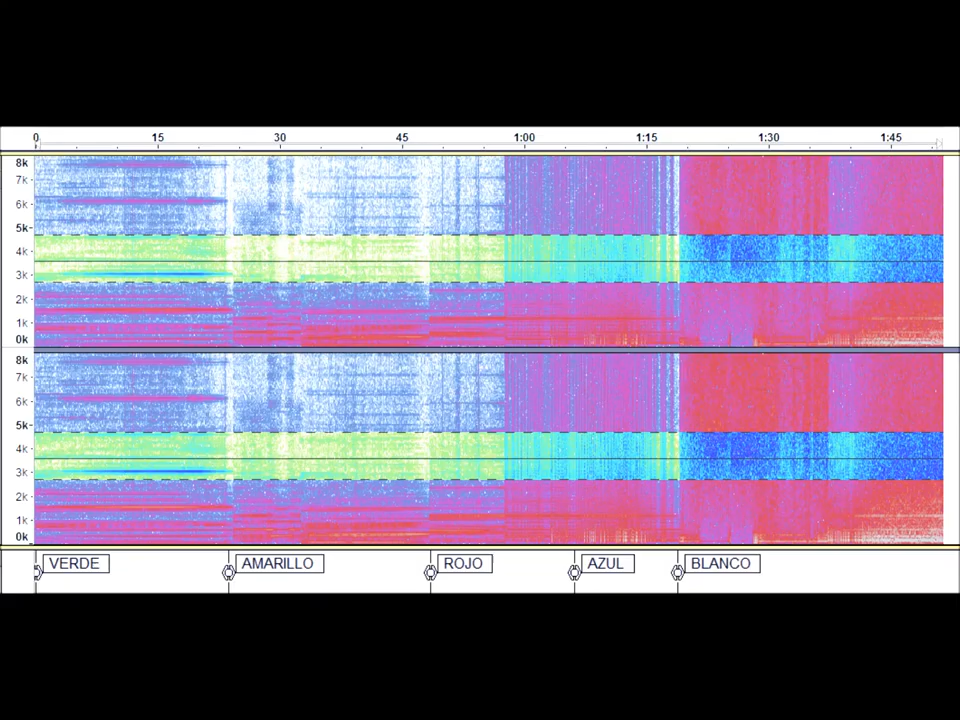 0 15 30 45 1:00 1:15 1:30 1:45
8k
7k
6k
5k
4k
3k
2k
1k
0k
8k
7k
6k
5k
4k
3k
2k
1k
0k
VERDE AMARILLO ROJO AZUL BLANCO